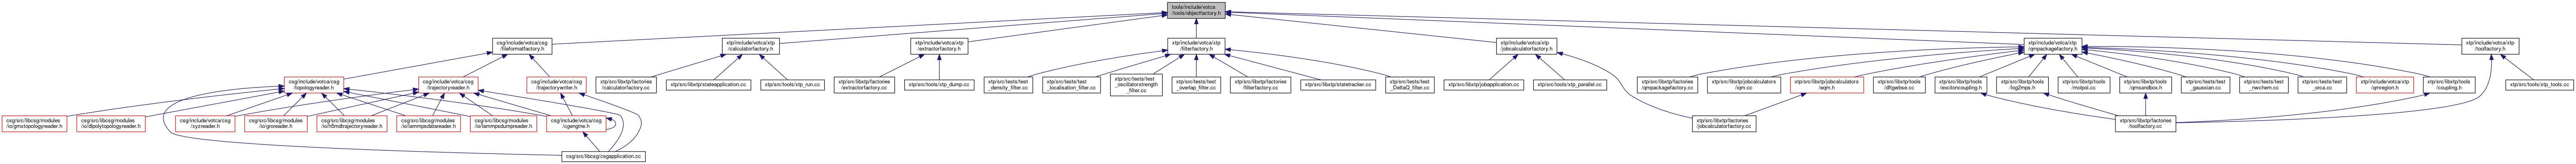 tools/include/votca
/tools/objectfactory.h
csg/include/votca/csg
/fileformatfactory.h
xtp/include/votca/xtp
/calculatorfactory.h
xtp/include/votca/xtp
/extractorfactory.h
xtp/include/votca/xtp
/filterfactory.h
xtp/include/votca/xtp
/jobcalculatorfactory.h
xtp/include/votca/xtp
/qmpackagefactory.h
xtp/include/votca/xtp
/toolfactory.h
csg/include/votca/csg
/topologyreader.h
csg/include/votca/csg
/trajectoryreader.h
csg/include/votca/csg
/trajectorywriter.h
xtp/src/libxtp/factories
/calculatorfactory.cc
xtp/src/libxtp/stateapplication.cc
xtp/src/tools/xtp_run.cc
xtp/src/libxtp/factories
/extractorfactory.cc
xtp/src/tools/xtp_dump.cc
xtp/src/tests/test
_density_filter.cc
xtp/src/tests/test
_localisation_filter.cc
xtp/src/tests/test
_oscillatorstrength
_filter.cc
xtp/src/tests/test
_overlap_filter.cc
xtp/src/libxtp/factories
/filterfactory.cc
xtp/src/libxtp/statetracker.cc
xtp/src/tests/test
_DeltaQ_filter.cc
xtp/src/libxtp/jobapplication.cc
xtp/src/tools/xtp_parallel.cc
xtp/src/libxtp/factories
/qmpackagefactory.cc
xtp/src/libxtp/jobcalculators
/iqm.cc
xtp/src/libxtp/jobcalculators
/eqm.h
xtp/src/libxtp/tools
/dftgwbse.cc
xtp/src/libxtp/tools
/excitoncoupling.h
xtp/src/libxtp/tools
/log2mps.h
xtp/src/libxtp/tools
/molpol.cc
xtp/src/libxtp/tools
/qmsandbox.h
xtp/src/tests/test
_gaussian.cc
xtp/src/tests/test
_nwchem.cc
xtp/src/tests/test
_orca.cc
xtp/include/votca/xtp
/qmregion.h
xtp/src/libxtp/tools
/coupling.h
xtp/src/tools/xtp_tools.cc
csg/src/libcsg/modules
/io/gmxtopologyreader.h
csg/src/libcsg/modules
/io/dlpolytopologyreader.h
csg/include/votca/csg
/xyzreader.h
csg/src/libcsg/modules
/io/groreader.h
csg/src/libcsg/modules
/io/h5mdtrajectoryreader.h
csg/src/libcsg/modules
/io/lammpsdatareader.h
csg/src/libcsg/modules
/io/lammpsdumpreader.h
csg/include/votca/csg
/cgengine.h
xtp/src/libxtp/factories
/jobcalculatorfactory.cc
xtp/src/libxtp/factories
/toolfactory.cc
csg/src/libcsg/csgapplication.cc